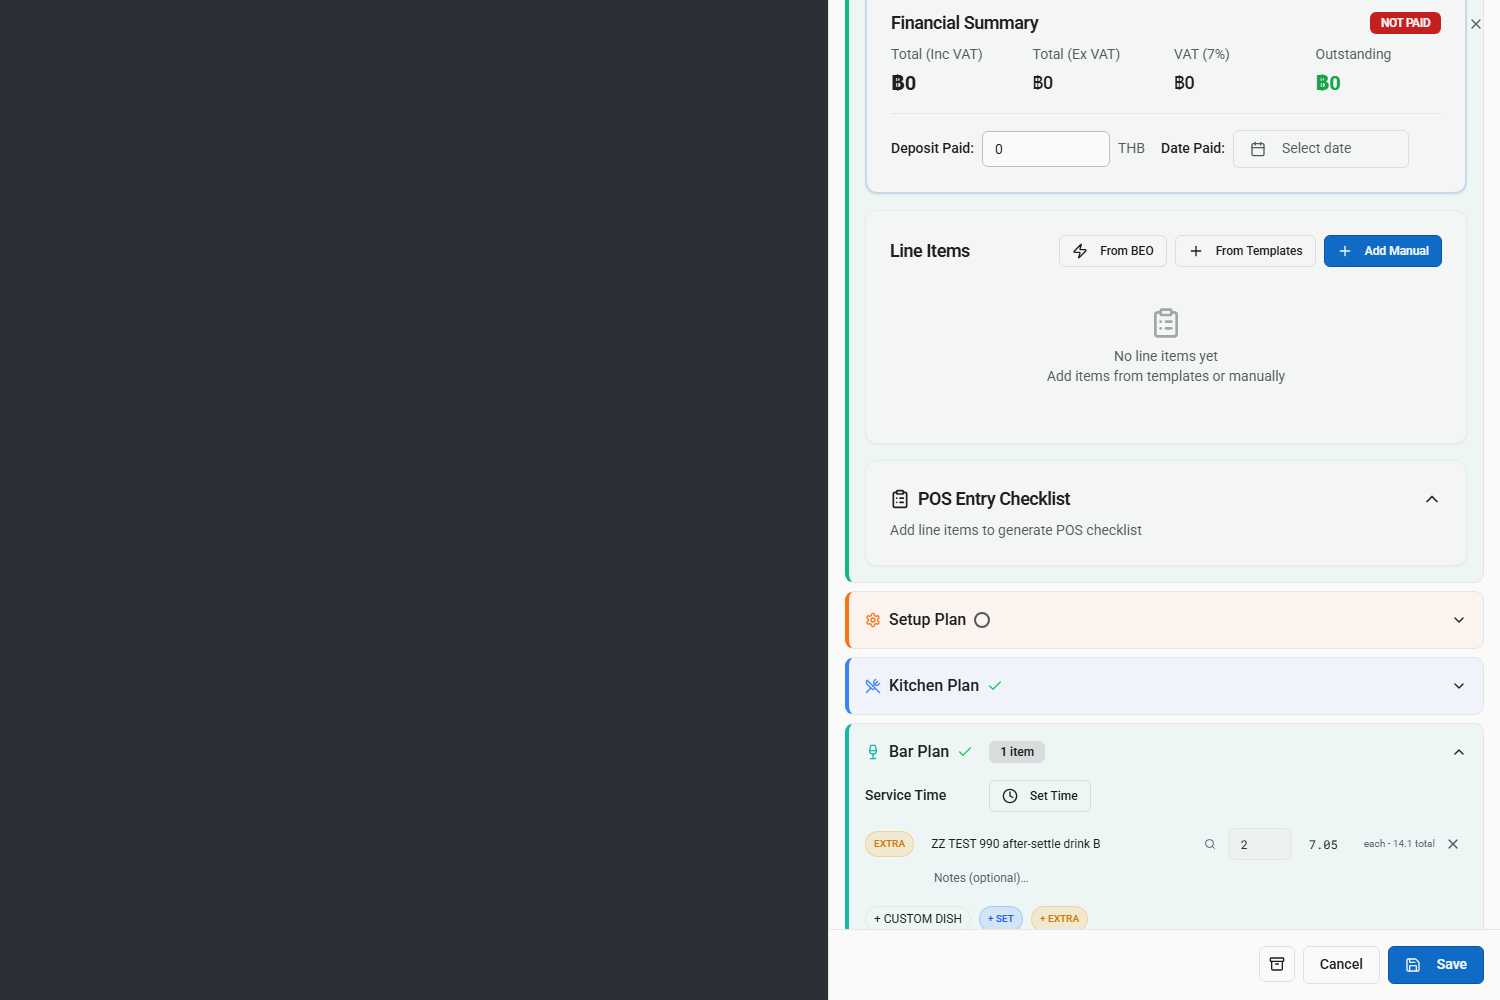 Financial Summary
NOT PAID
Total (Inc VAT) Total (Ex VAT) VAT (7%) Outstanding
฿0 ฿0 ฿0 ฿0
Deposit Paid: 0 THB Date Paid: Select date
Line Items
From BEO
From Templates
Add Manual
No line items yet
Add items from templates or manually
POS Entry Checklist
Add line items to generate POS checklist
Setup Plan
Kitchen Plan
Bar Plan 1 item
Service Time Set Time
EXTRA ZZ TEST 990 after-settle drink B 2 7.05 each - 14.1 total
Notes (optional)...
+ CUSTOM DISH + SET + EXTRA
Cancel Save